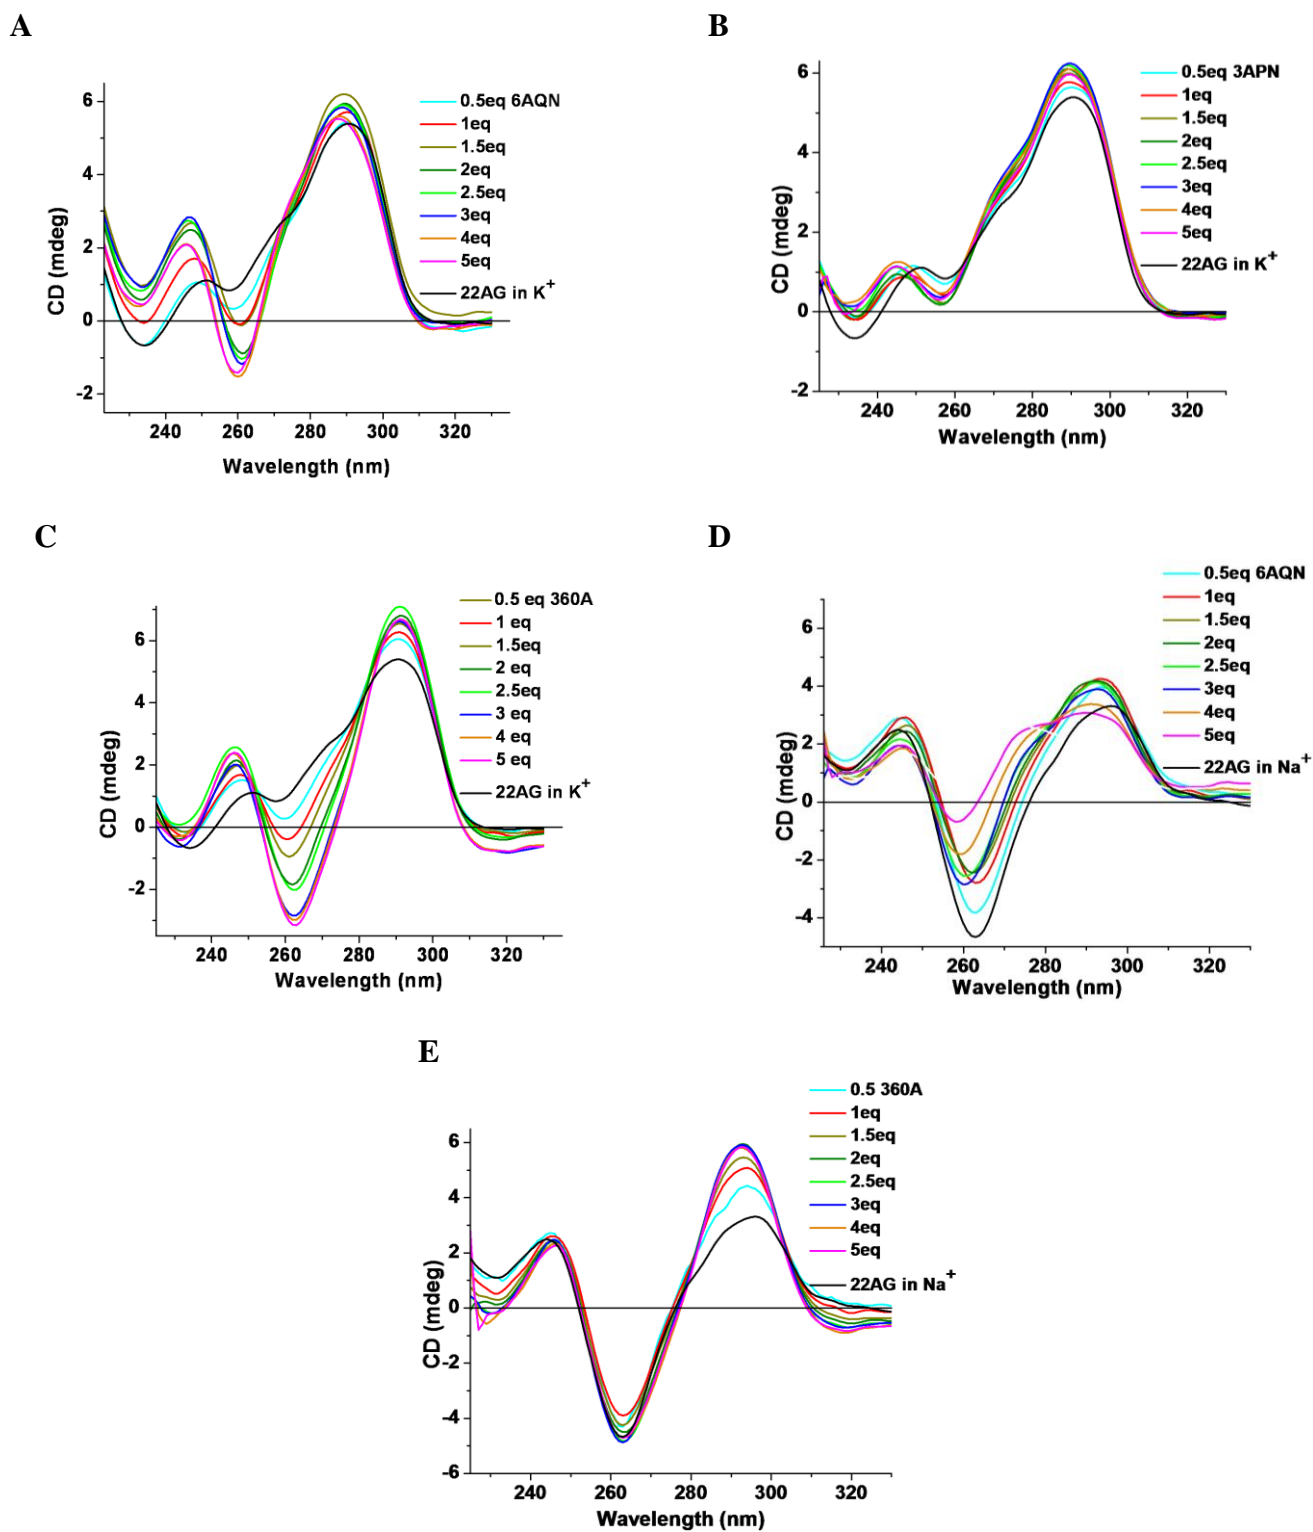 A
CD (mdeg)
6
4
2
0
-2
240 260 280 300 320
Wavelength (nm)
0.5eq 6AQN
1eq
1.5eq
2eq
2.5eq
3eq
4eq
5eq
22AG in K+
B
CD (mdeg)
6
4
2
0
-2
240 260 280 300 320
Wavelength (nm)
0.5eq 3APN
1eq
1.5eq
2eq
2.5eq
3eq
4eq
5eq
22AG in K+
C
CD (mdeg)
6
4
2
0
-2
240 260 280 300 320
Wavelength (nm)
0.5 eq 360A
1 eq
1.5eq
2 eq
2.5eq
3 eq
4 eq
5 eq
22AG in K+
D
CD (mdeg)
6
4
2
0
-2
-4
240 260 280 300 320
Wavelength (nm)
0.5eq 6AQN
1eq
1.5eq
2eq
2.5eq
3eq
4eq
5eq
22AG in Na+
E
CD (mdeg)
6
4
2
0
-2
-4
-6
240 260 280 300 320
Wavelength (nm)
0.5 360A
1eq
1.5eq
2eq
2.5eq
3eq
4eq
5eq
22AG in Na+